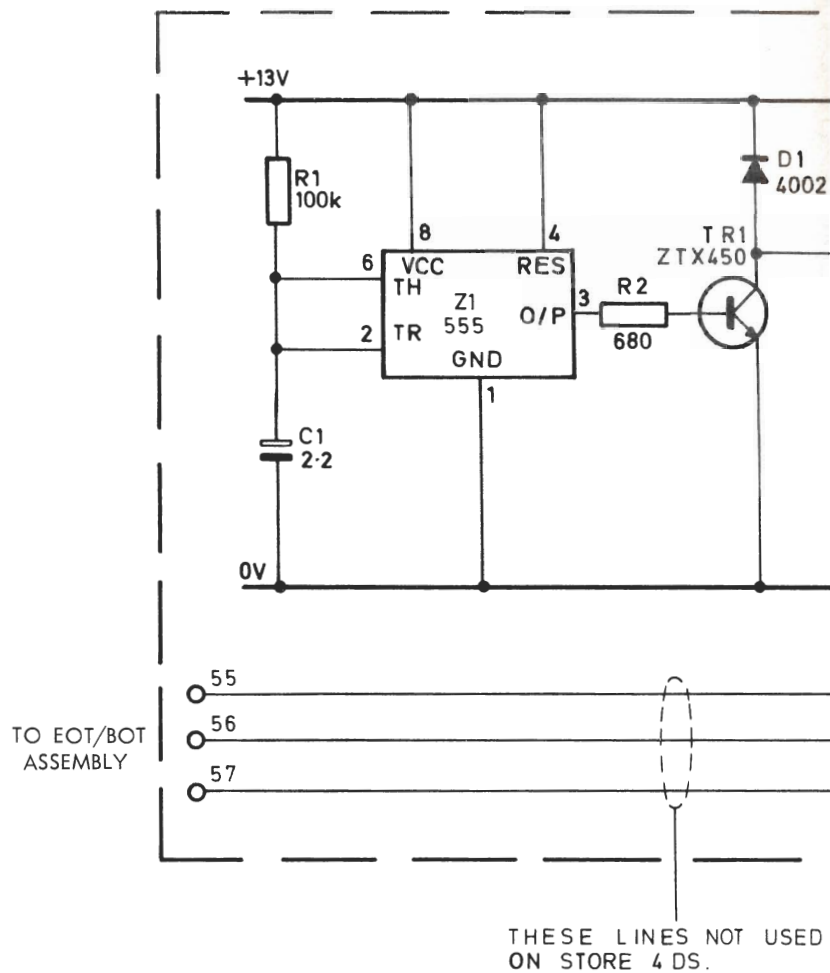 +13V
R1
100k
D1
4002
8
4
TR1
ZTX450
6
VCC
RES
TH
Z1
555
O/P
3
R2
680
2
TR
GND
1
C1
2·2
0V
55
56
57
TO EOT/BOT
ASSEMBLY
THESE LINES NOT USED
ON STORE 4DS.